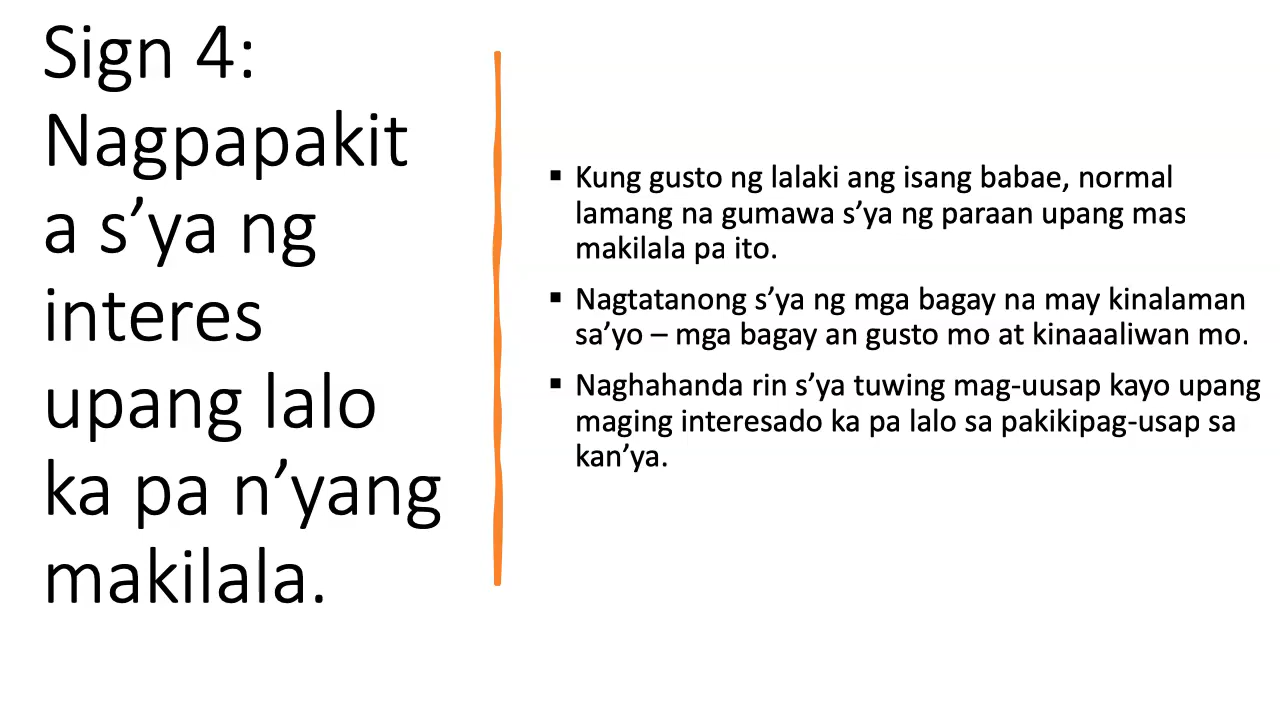 Sign 4:
Nagpapakit
a s’ya ng
interes
upang lalo
ka pa n’yang
makilala.
▪ Kung gusto ng lalaki ang isang babae, normal
lamang na gumawa s’ya ng paraan upang mas
makilala pa ito.
▪ Nagtatanong s’ya ng mga bagay na may kinalaman
sa’yo – mga bagay an gusto mo at kinaaaliwan mo.
▪ Naghahanda rin s’ya tuwing mag-uusap kayo upang
maging interesado ka pa lalo sa pakikipag-usap sa
kan’ya.